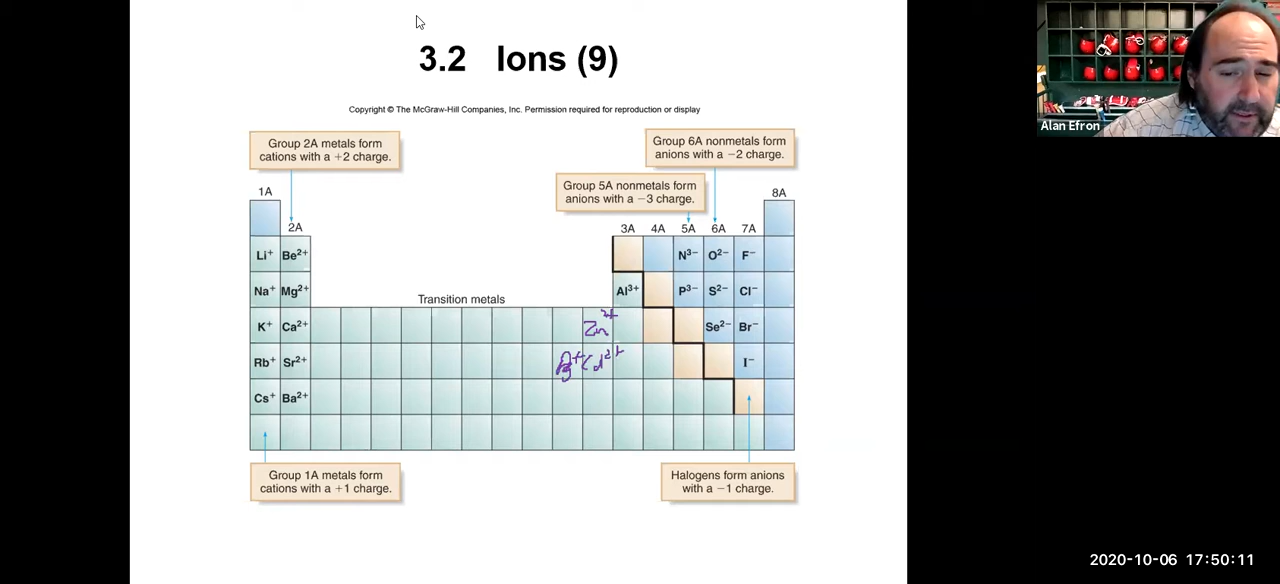 3.2 Ions (9)
Copyright © The McGraw-Hill Companies, Inc. Permission required for reproduction or display
Alan Efron
Group 2A metals form
cations with a +2 charge.
Group 6A nonmetals form
anions with a −2 charge.
Group 5A nonmetals form
anions with a −3 charge.
1A 8A
2A 3A 4A 5A 6A 7A
Li⁺ Be²⁺ N³⁻ O²⁻ F⁻
Na⁺ Mg²⁺ Transition metals Al³⁺ P³⁻ S²⁻ Cl⁻
K⁺ Ca²⁺ Zn²⁺ Se²⁻ Br⁻
Rb⁺ Sr²⁺ Ag⁺ Cd²⁺ I⁻
Cs⁺ Ba²⁺
Group 1A metals form
cations with a +1 charge.
Halogens form anions
with a −1 charge.
2020-10-06 17:50:11